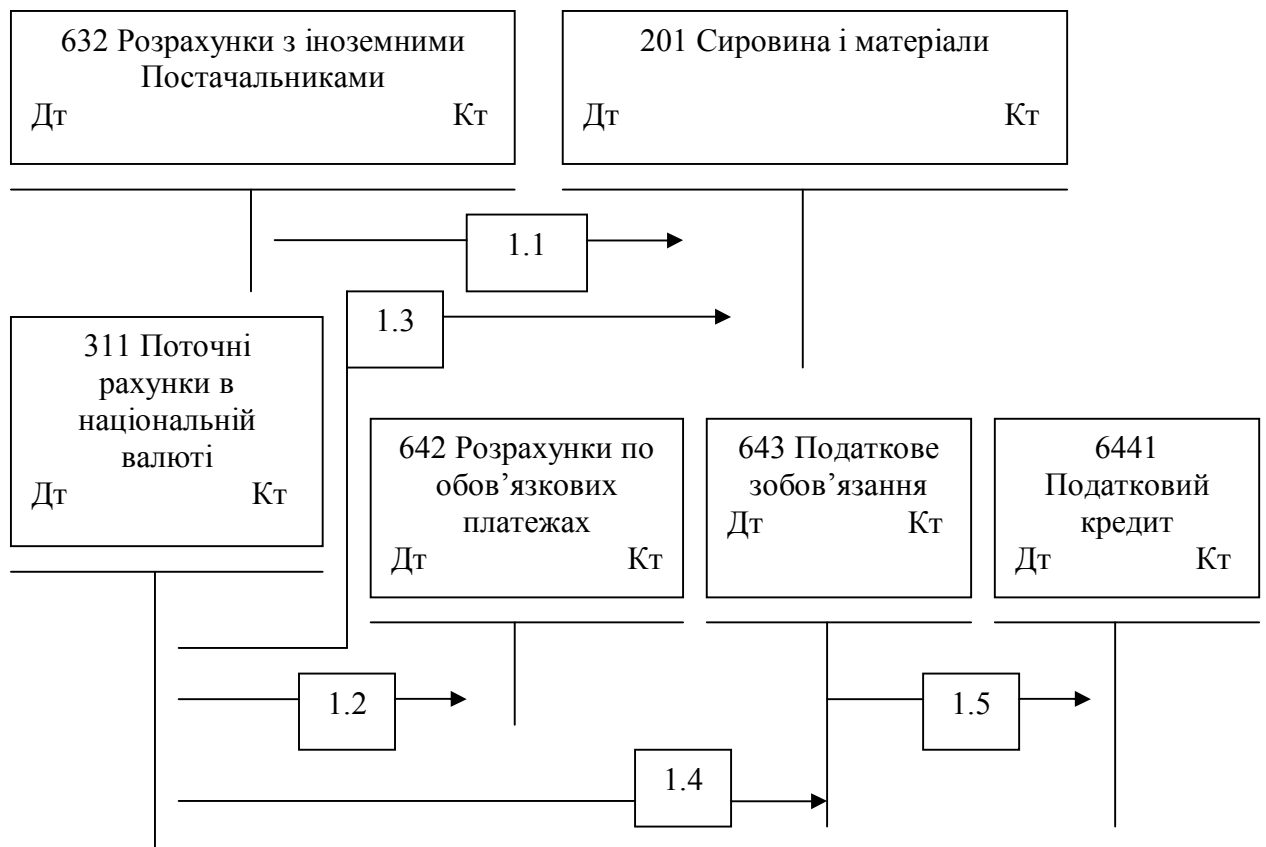 632 Розрахунки з іноземними
Постачальниками
Дт Кт
201 Сировина і матеріали
Дт Кт
1.1
1.3
311 Поточні
рахунки в
національній
валюті
Дт Кт
642 Розрахунки по
обов’язкових
платежах
Дт Кт
643 Податкове
зобов’язання
Дт Кт
6441
Податковий
кредит
Дт Кт
1.2
1.5
1.4